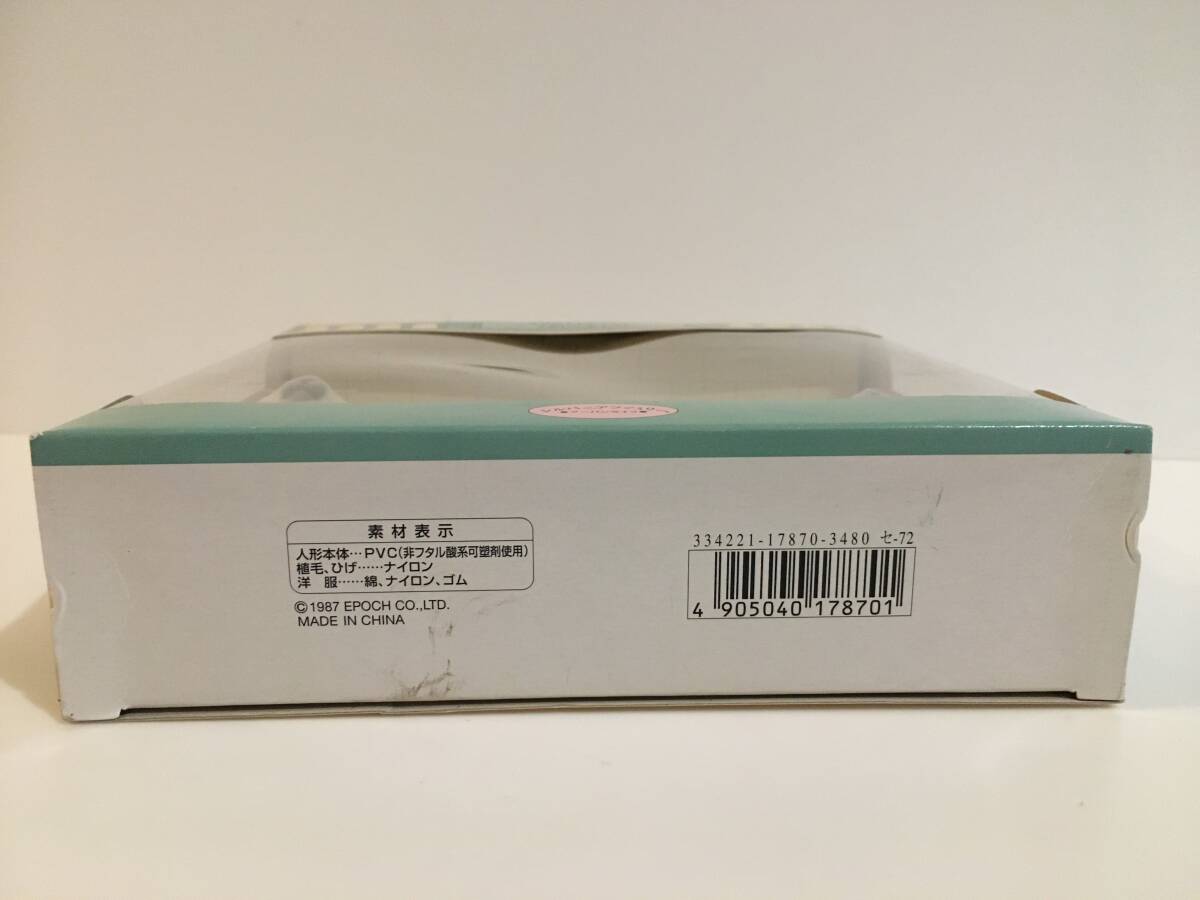 素材表示
人形本体…PVC(非フタル酸系可塑剤使用)
植毛、ひげ……ナイロン
洋 服……綿、ナイロン、ゴム
©1987 EPOCH CO.,LTD.
MADE IN CHINA
334221-17870-3480 セ-72
4 905040 178701